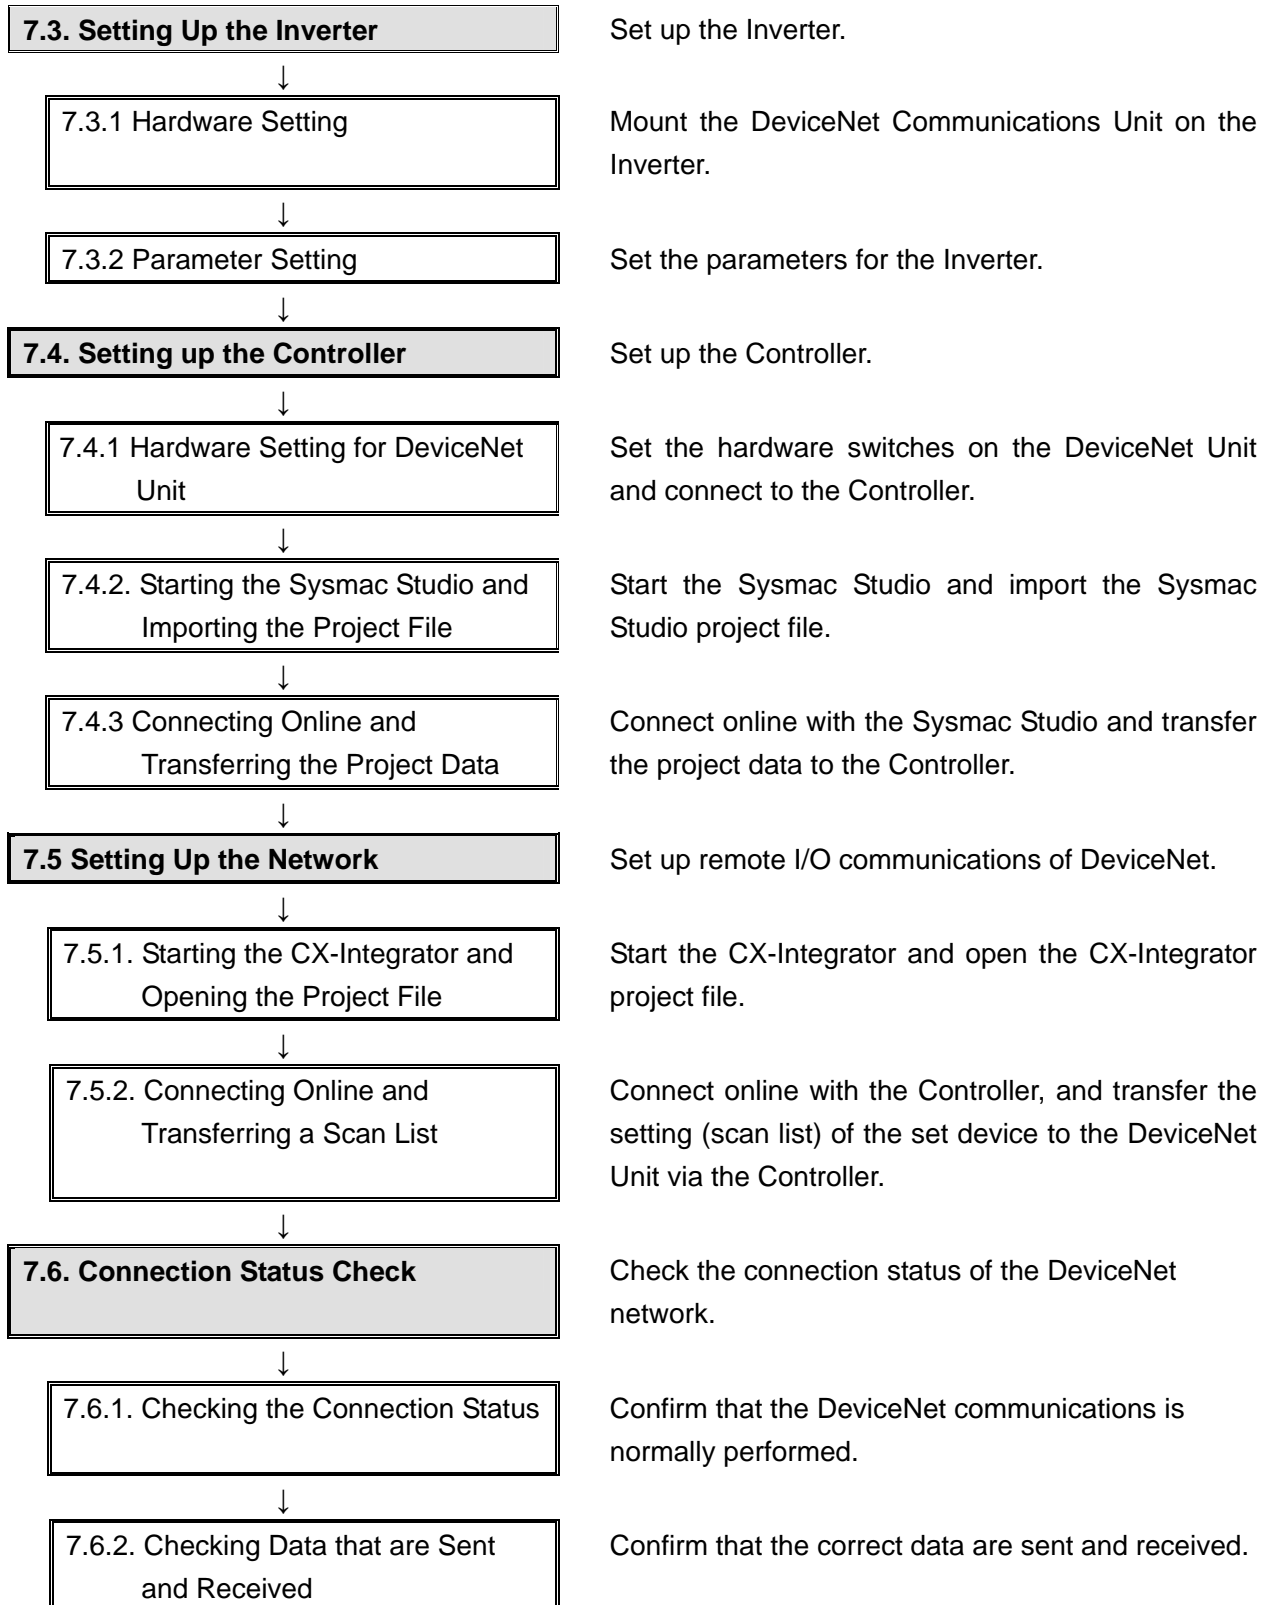 7.3. Setting Up the Inverter
Set up the Inverter.
↓
7.3.1 Hardware Setting
Mount the DeviceNet Communications Unit on the
Inverter.
↓
7.3.2 Parameter Setting
Set the parameters for the Inverter.
↓
7.4. Setting up the Controller
Set up the Controller.
↓
7.4.1 Hardware Setting for DeviceNet
Unit
Set the hardware switches on the DeviceNet Unit
and connect to the Controller.
↓
7.4.2. Starting the Sysmac Studio and
Importing the Project File
Start the Sysmac Studio and import the Sysmac
Studio project file.
↓
7.4.3 Connecting Online and
Transferring the Project Data
Connect online with the Sysmac Studio and transfer
the project data to the Controller.
↓
7.5 Setting Up the Network
Set up remote I/O communications of DeviceNet.
↓
7.5.1. Starting the CX-Integrator and
Opening the Project File
Start the CX-Integrator and open the CX-Integrator
project file.
↓
7.5.2. Connecting Online and
Transferring a Scan List
Connect online with the Controller, and transfer the
setting (scan list) of the set device to the DeviceNet
Unit via the Controller.
↓
7.6. Connection Status Check
Check the connection status of the DeviceNet
network.
↓
7.6.1. Checking the Connection Status
Confirm that the DeviceNet communications is
normally performed.
↓
7.6.2. Checking Data that are Sent
and Received
Confirm that the correct data are sent and received.